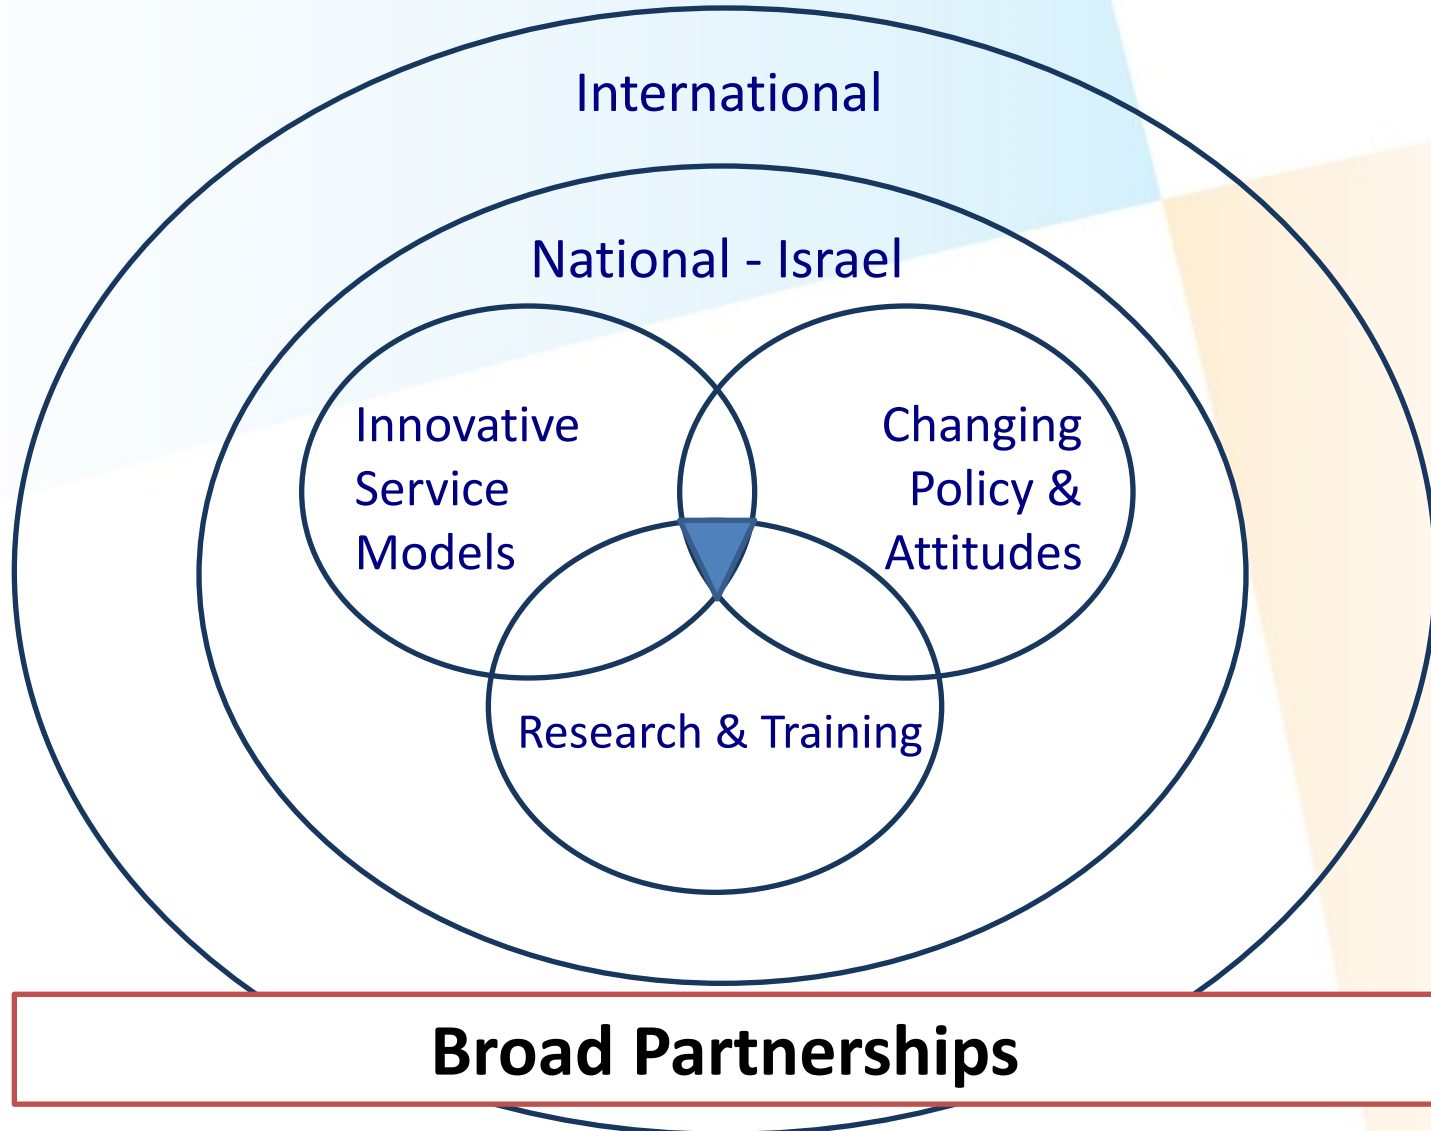 International
National - Israel
Innovative
Service
Models
Changing
Policy &
Attitudes
Research & Training
Broad Partnerships